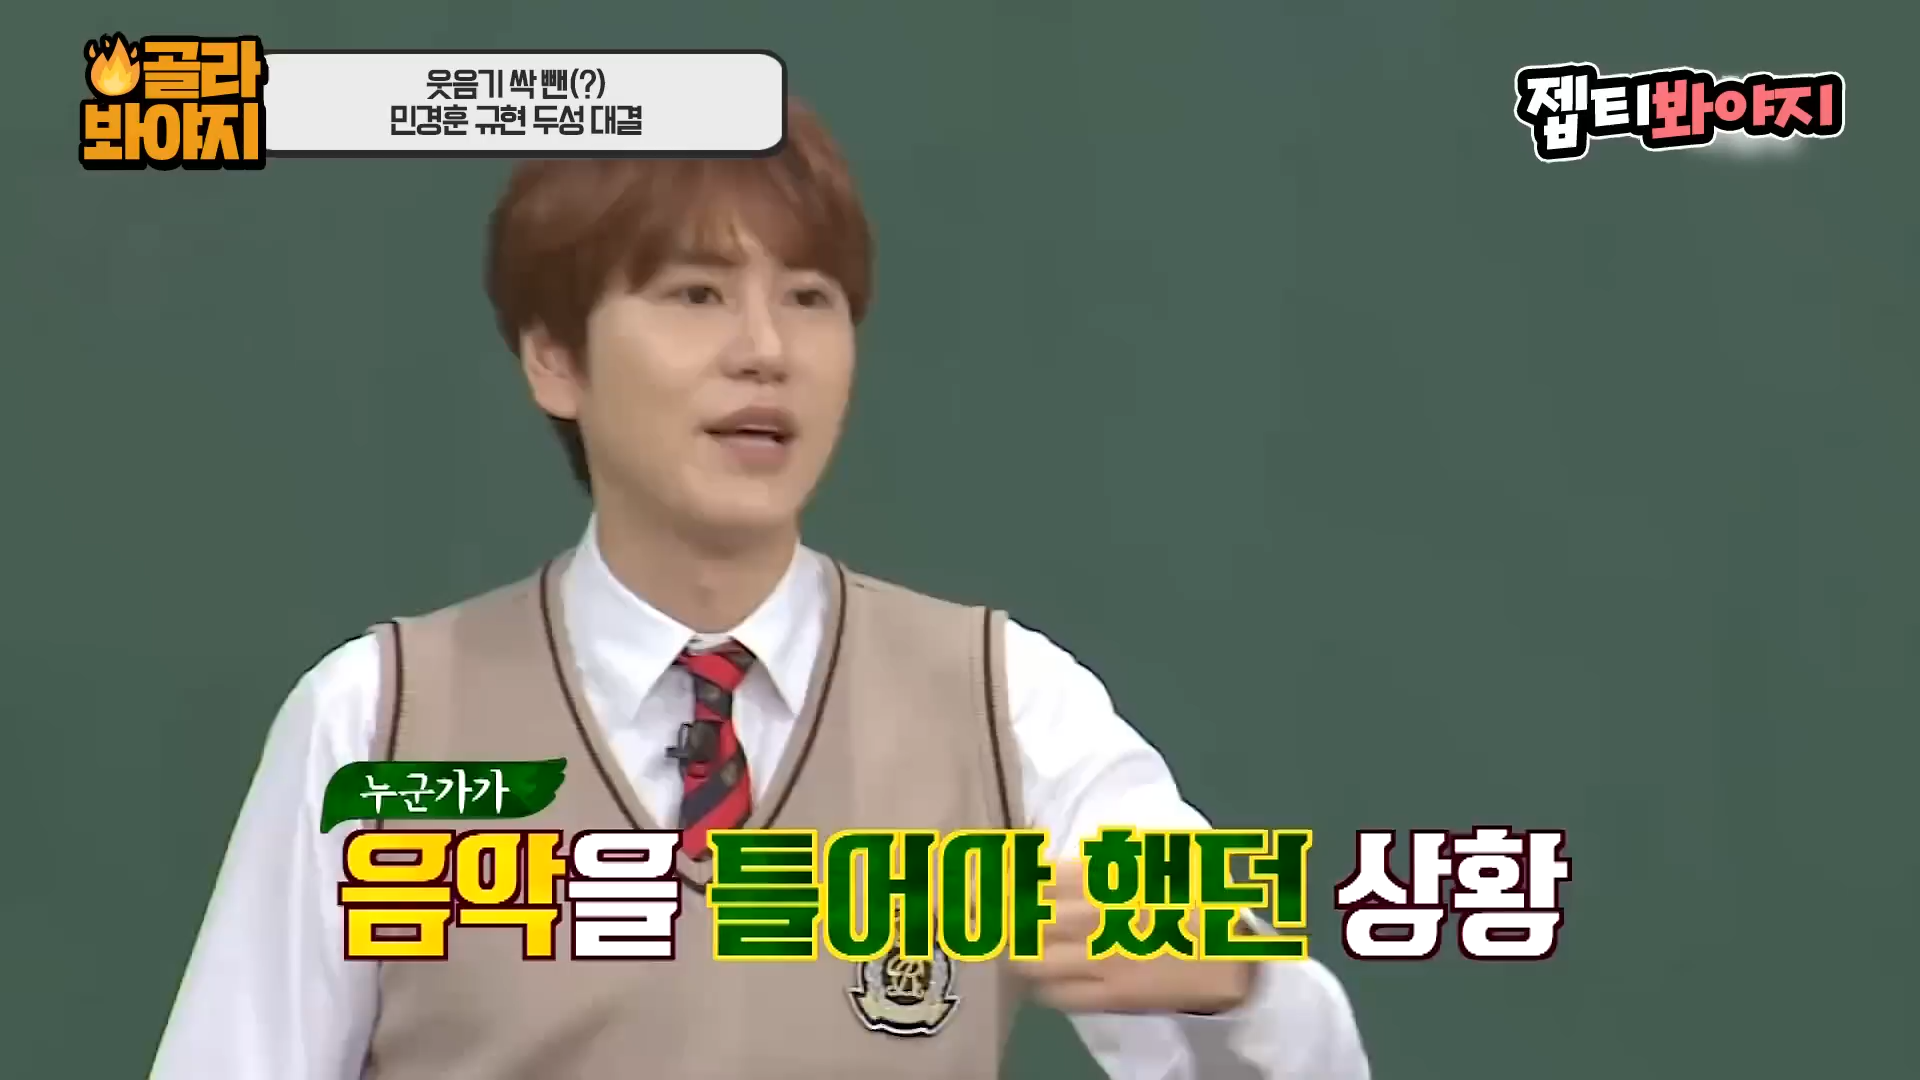 골라
봐야지
웃음기 싹 뺀(?)
민경훈 규현 두성 대결
젭티봐야지
누군가가
음악을 틀어야 했던 상황